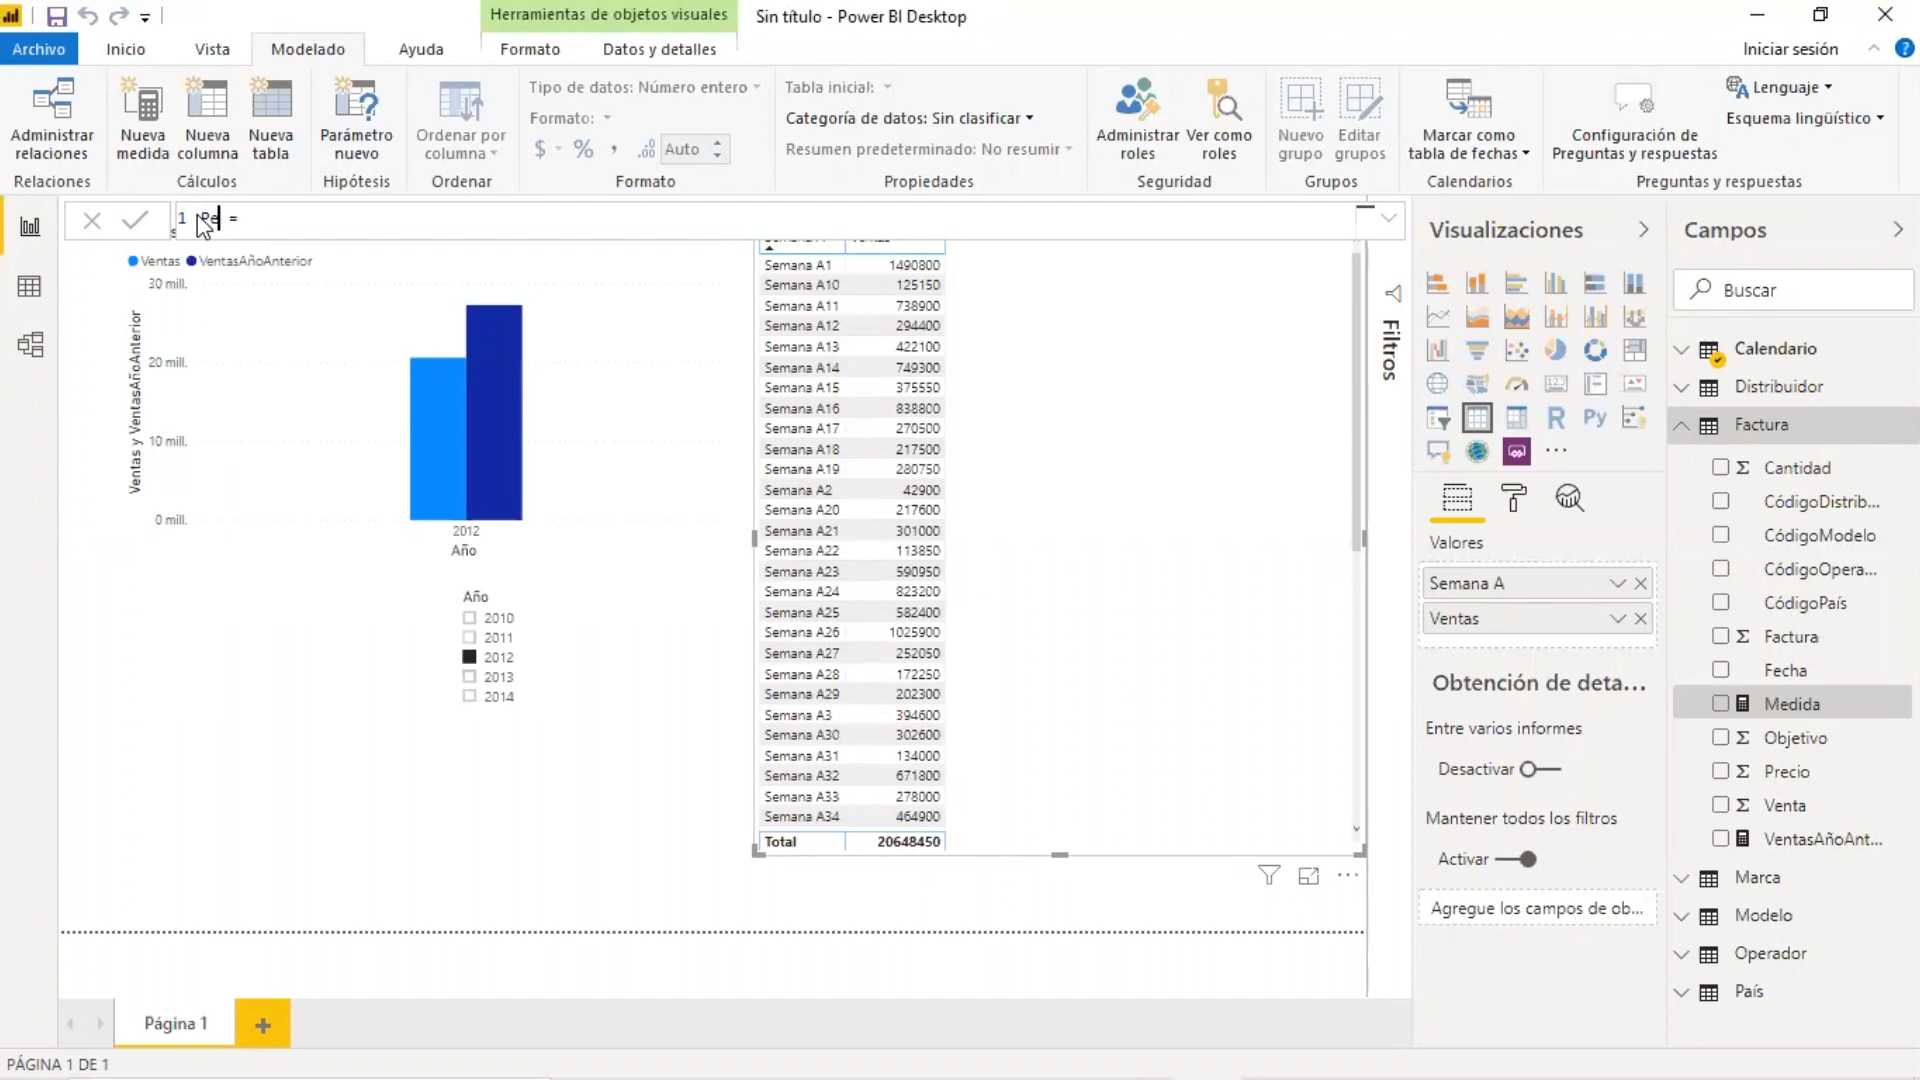 Herramientas de objetos visuales
Sin título - Power BI Desktop
Archivo
Inicio
Vista
Modelado
Ayuda
Formato
Datos y detalles
Iniciar sesión
Administrar relaciones
Nueva medida
Nueva columna
Nueva tabla
Parámetro nuevo
Ordenar por columna
Tipo de datos: Número entero
Formato:
$ % , .00 Auto
Tabla inicial:
Categoría de datos: Sin clasificar
Resumen predeterminado: No resumir
Administrar roles
Ver como roles
Nuevo grupo
Editar grupos
Marcar como tabla de fechas
Configuración de Preguntas y respuestas
Lenguaje
Esquema lingüístico
Relaciones
Cálculos
Hipótesis
Ordenar
Formato
Propiedades
Seguridad
Grupos
Calendarios
Preguntas y respuestas
1 Pe =
Ventas VentasAñoAnterior
30 mill.
20 mill.
10 mill.
0 mill.
Ventas y VentasAñoAnterior
2012
Año
Año
2010
2011
2012
2013
2014
Semana A1 1490800
Semana A10 125150
Semana A11 738900
Semana A12 294400
Semana A13 422100
Semana A14 749300
Semana A15 375550
Semana A16 838800
Semana A17 270500
Semana A18 217500
Semana A19 280750
Semana A2 42900
Semana A20 217600
Semana A21 301000
Semana A22 113850
Semana A23 590950
Semana A24 823200
Semana A25 582400
Semana A26 1025900
Semana A27 252050
Semana A28 172250
Semana A29 202300
Semana A3 394600
Semana A30 302600
Semana A31 134000
Semana A32 671800
Semana A33 278000
Semana A34 464900
Total 20648450
Filtros
Visualizaciones
R
Py
Valores
Semana A
Ventas
Obtención de deta...
Entre varios informes
Desactivar
Mantener todos los filtros
Activar
Agregue los campos de ob...
Campos
Buscar
Calendario
Distribuidor
Factura
Cantidad
CódigoDistrib...
CódigoModelo
CódigoOpera...
CódigoPaís
Factura
Fecha
Medida
Objetivo
Precio
Venta
VentasAñoAnt...
Marca
Modelo
Operador
País
Página 1
PÁGINA 1 DE 1